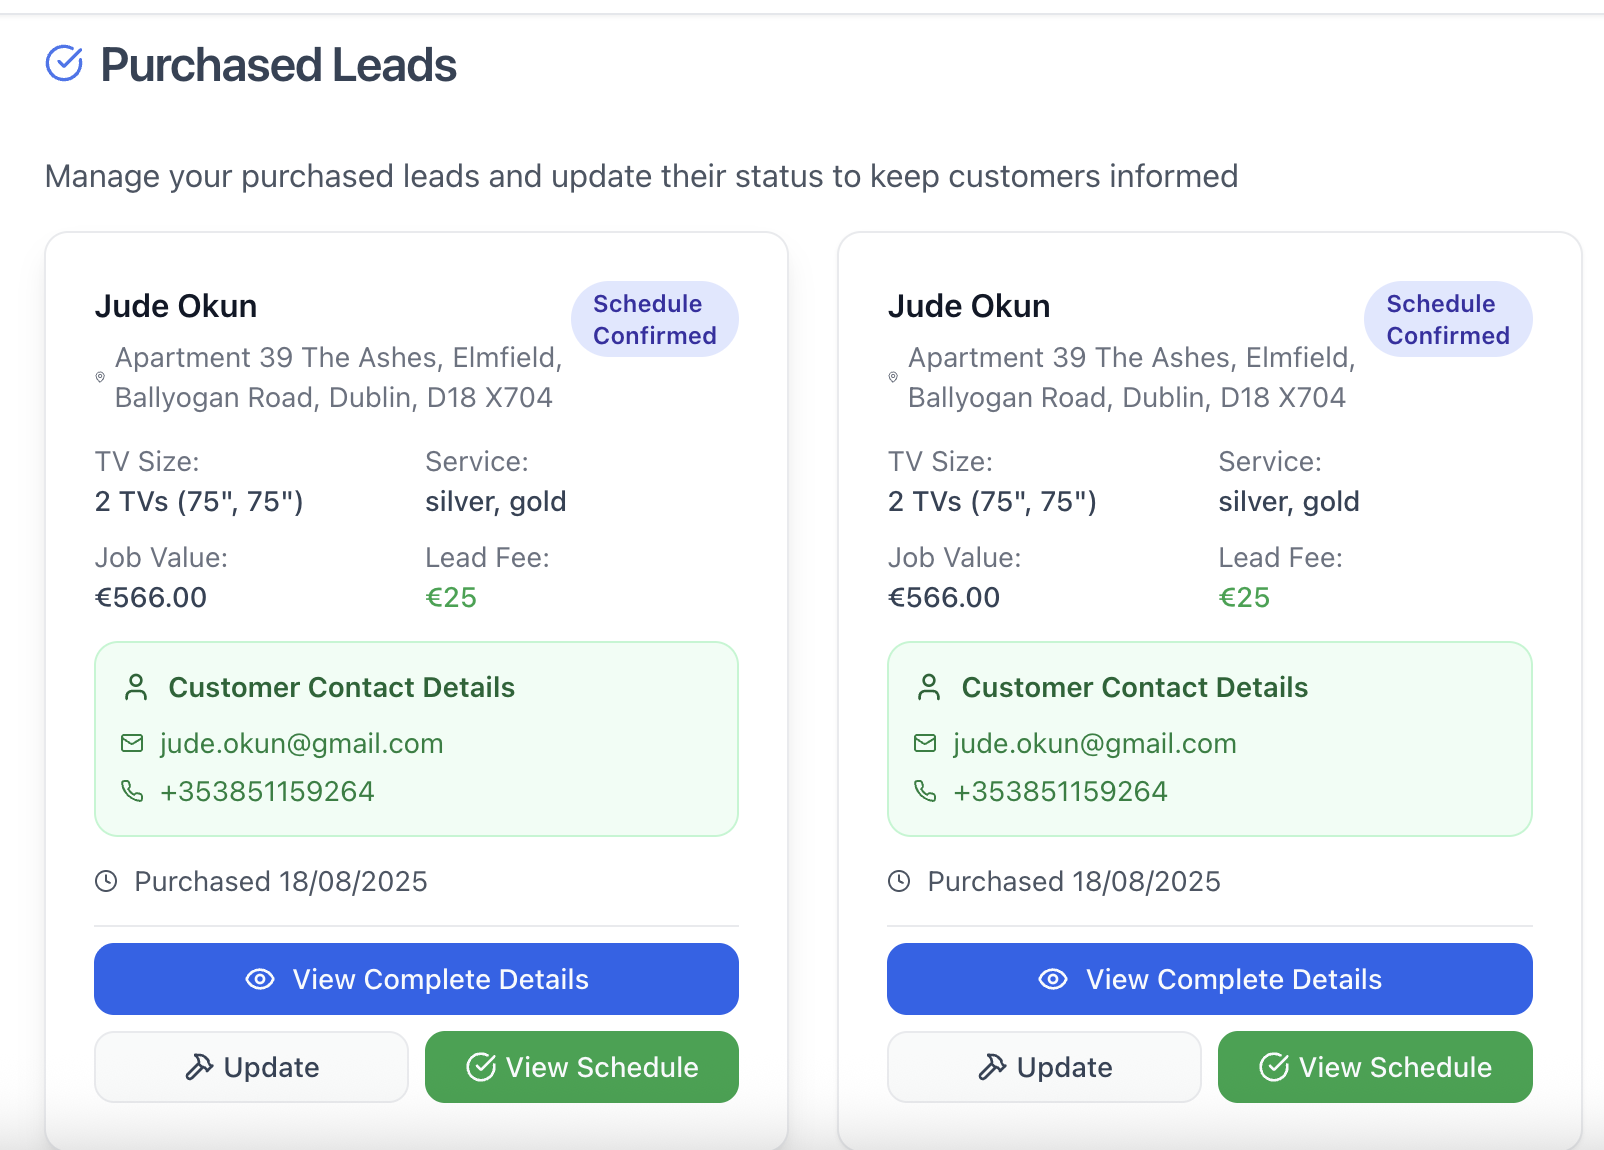 Purchased Leads
Manage your purchased leads and update their status to keep customers informed
Jude Okun
Schedule
Confirmed
Apartment 39 The Ashes, Elmfield,
Ballyogan Road, Dublin, D18 X704
TV Size:
2 TVs (75", 75")
Service:
silver, gold
Job Value:
€566.00
Lead Fee:
€25
Customer Contact Details
jude.okun@gmail.com
+353851159264
Purchased 18/08/2025
View Complete Details
Update
View Schedule
Jude Okun
Schedule
Confirmed
Apartment 39 The Ashes, Elmfield,
Ballyogan Road, Dublin, D18 X704
TV Size:
2 TVs (75", 75")
Service:
silver, gold
Job Value:
€566.00
Lead Fee:
€25
Customer Contact Details
jude.okun@gmail.com
+353851159264
Purchased 18/08/2025
View Complete Details
Update
View Schedule